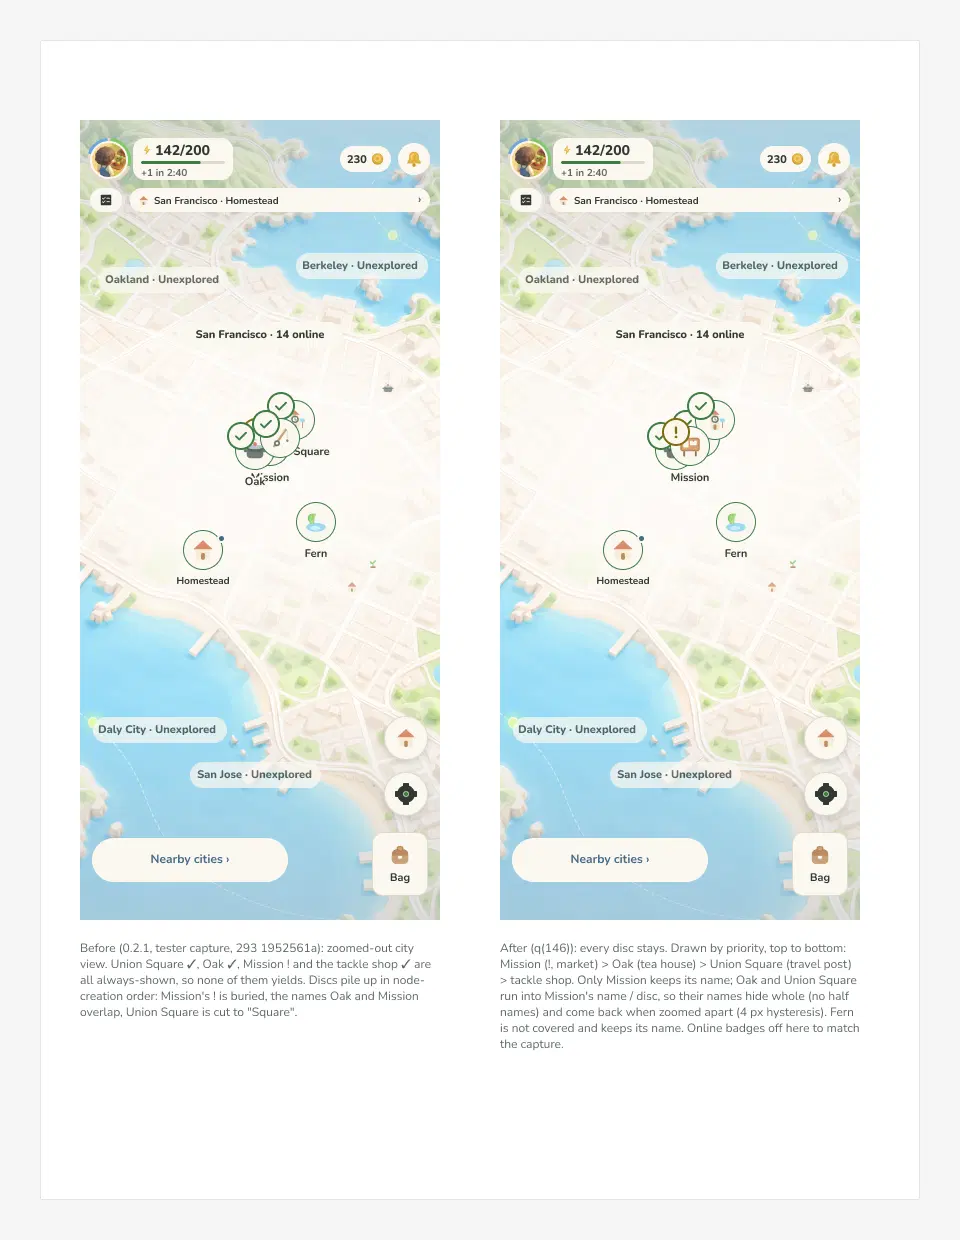 142/200
+1 in 2:40
230
San Francisco · Homestead ›
Berkeley · Unexplored
Oakland · Unexplored
San Francisco · 14 online
Square
Mission
Oak
Fern
Homestead
Daly City · Unexplored
San Jose · Unexplored
Nearby cities ›
Bag
Before (0.2.1, tester capture, 293 1952561a): zoomed-out city
view. Union Square ✓, Oak ✓, Mission ! and the tackle shop ✓ are
all always-shown, so none of them yields. Discs pile up in node-
creation order: Mission's ! is buried, the names Oak and Mission
overlap, Union Square is cut to "Square".
142/200
+1 in 2:40
230
San Francisco · Homestead ›
Berkeley · Unexplored
Oakland · Unexplored
San Francisco · 14 online
!
Mission
Fern
Homestead
Daly City · Unexplored
San Jose · Unexplored
Nearby cities ›
Bag
After (q(146)): every disc stays. Drawn by priority, top to bottom:
Mission (!, market) > Oak (tea house) > Union Square (travel post)
> tackle shop. Only Mission keeps its name; Oak and Union Square
run into Mission's name / disc, so their names hide whole (no half
names) and come back when zoomed apart (4 px hysteresis). Fern
is not covered and keeps its name. Online badges off here to match
the capture.